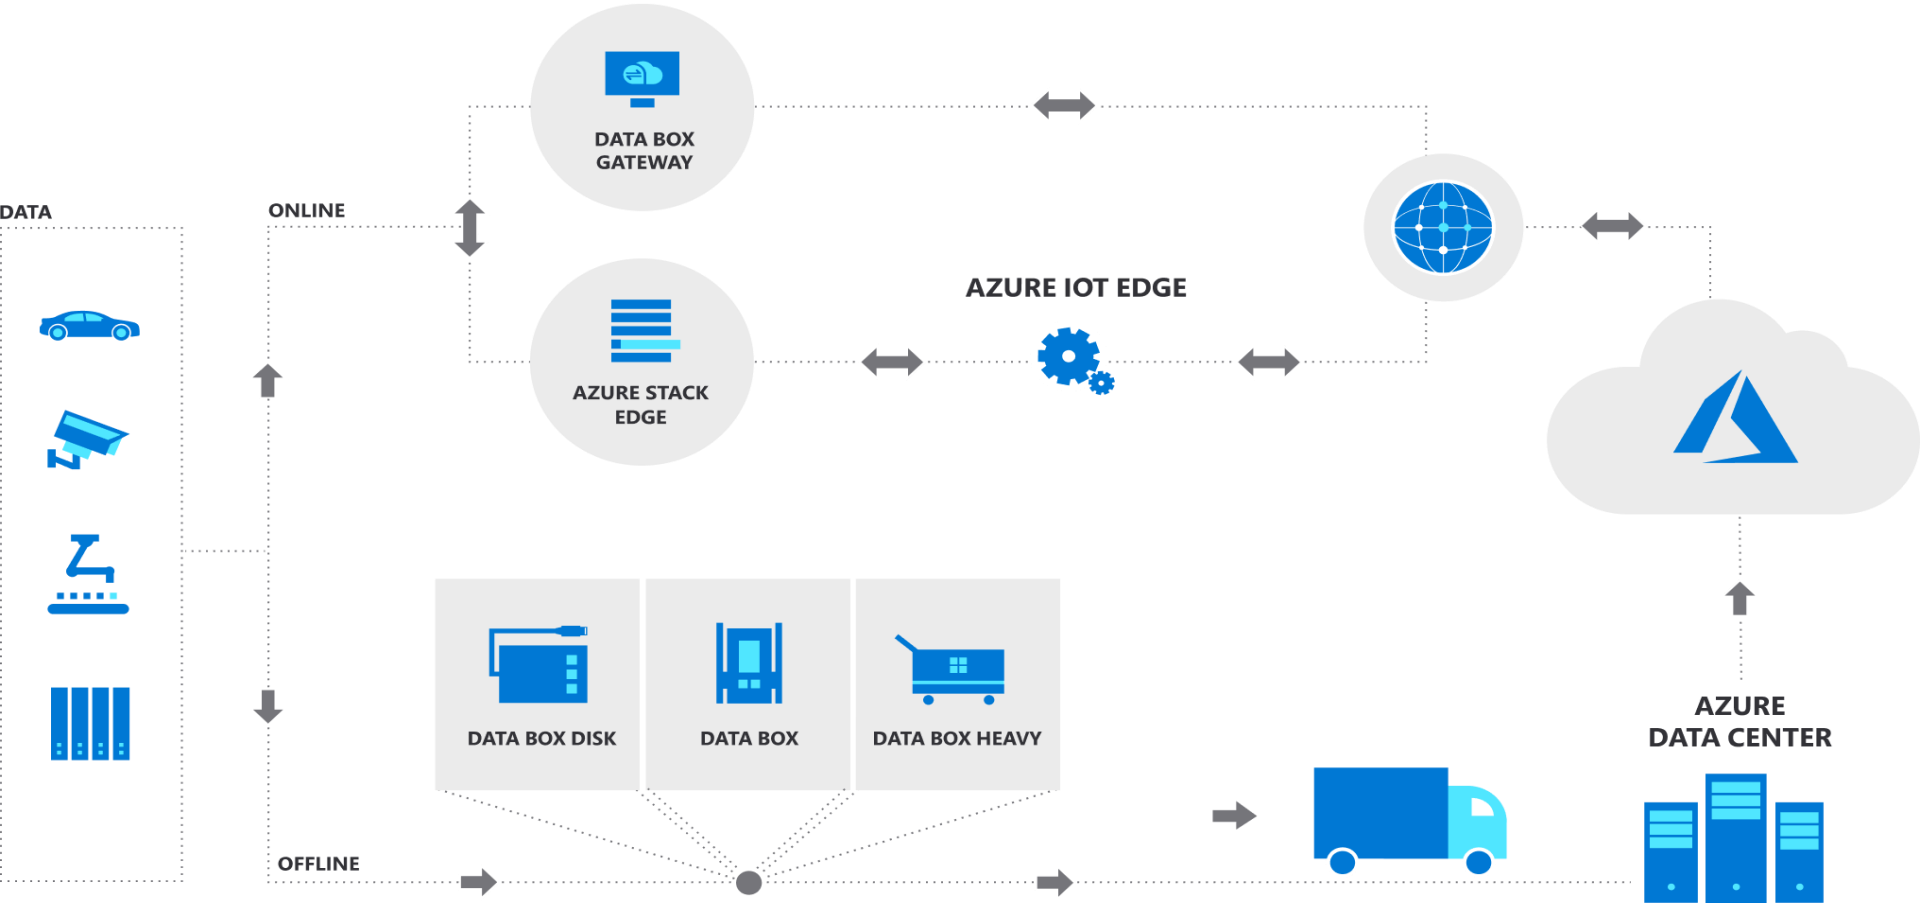 DATA BOX
GATEWAY
DATA
ONLINE
AZURE IOT EDGE
AZURE STACK
EDGE
DATA BOX DISK
DATA BOX
DATA BOX HEAVY
AZURE
DATA CENTER
OFFLINE